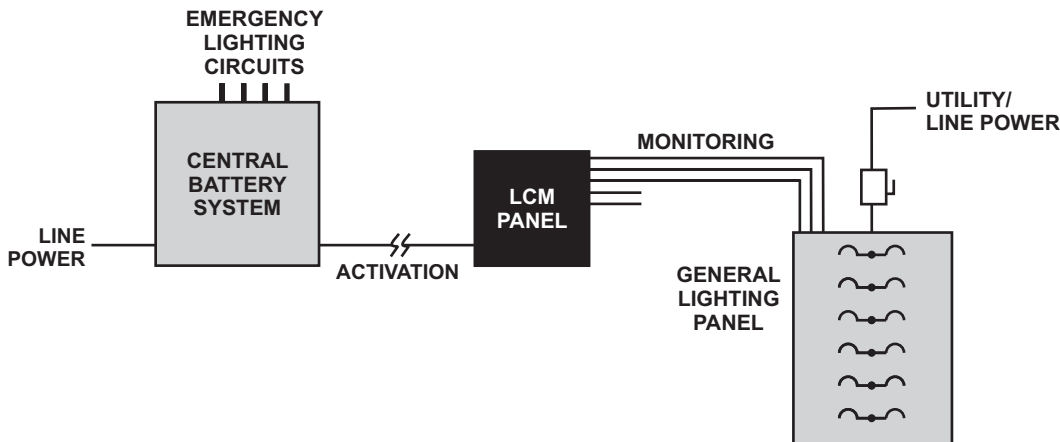 EMERGENCY
LIGHTING
CIRCUITS
CENTRAL
BATTERY
SYSTEM
LINE
POWER
ACTIVATION
LCM
PANEL
MONITORING
UTILITY/
LINE POWER
GENERAL
LIGHTING
PANEL